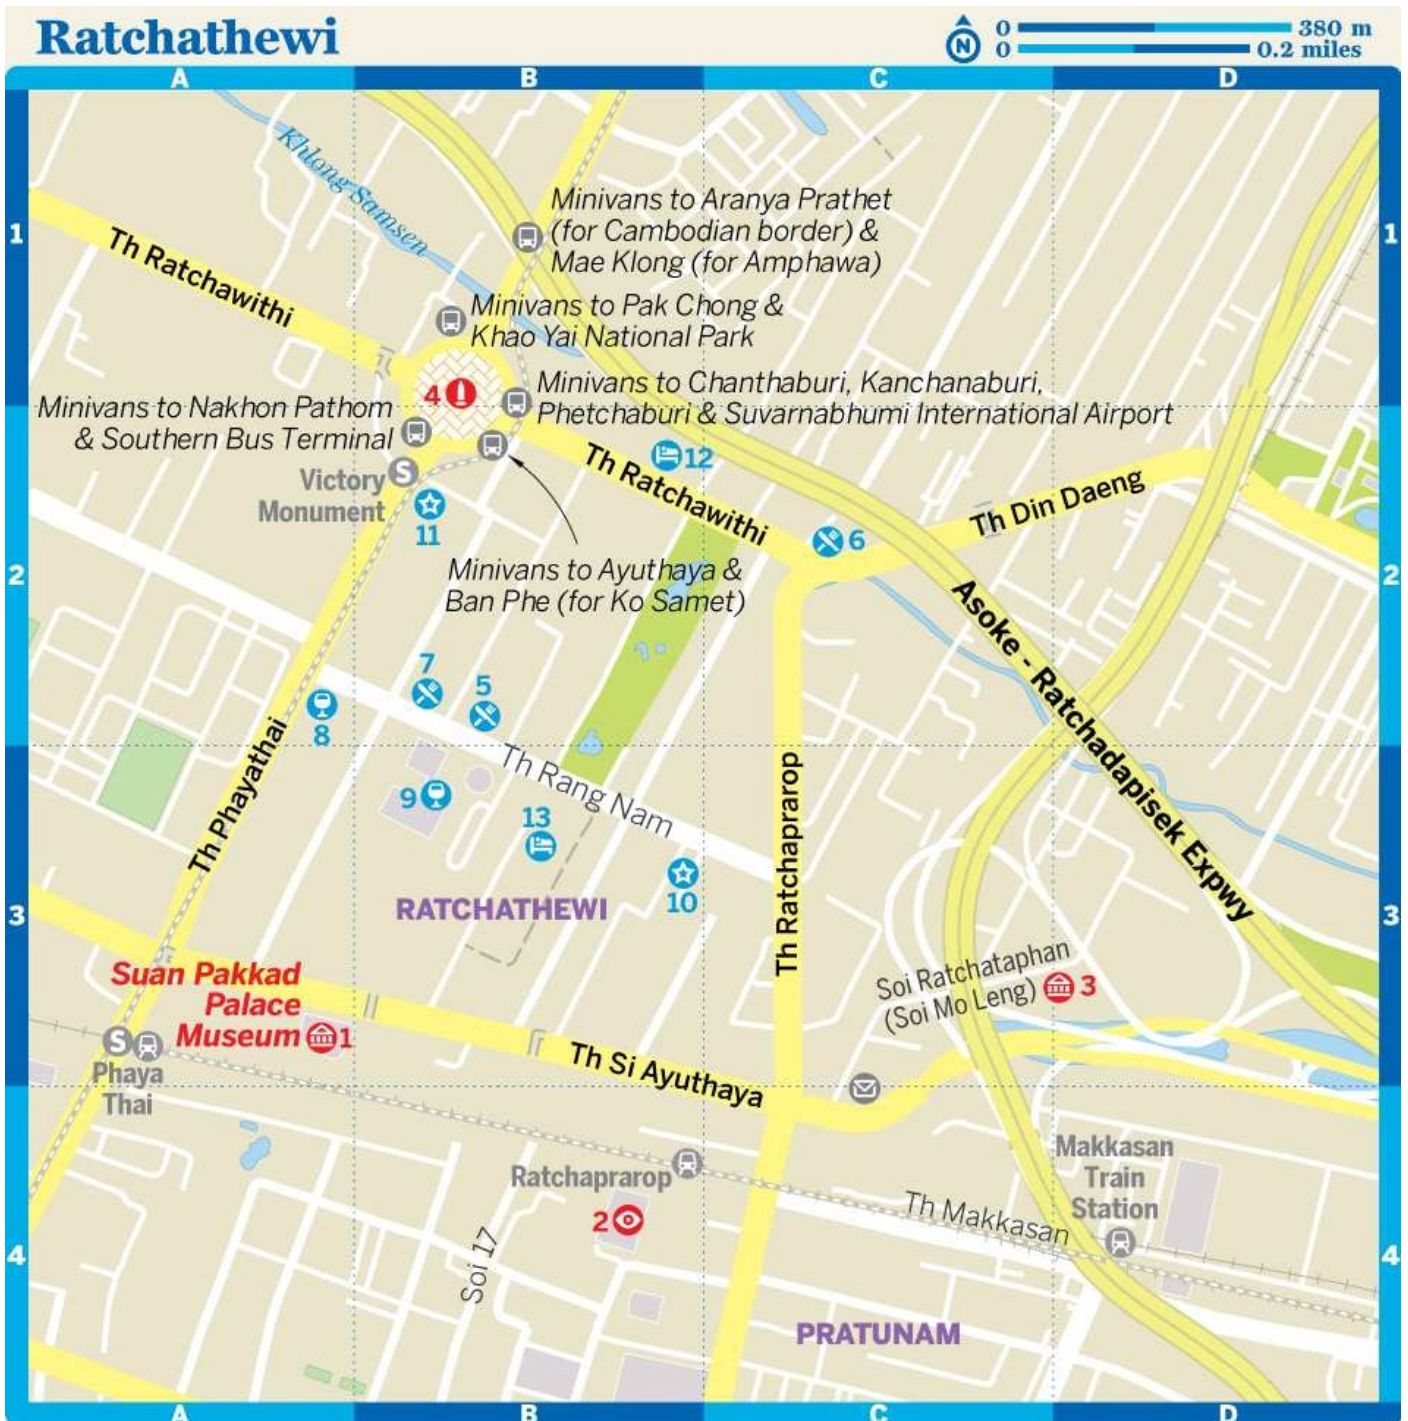 Ratchathewi
N
0 380 m
0 0.2 miles
A B C D
1 1
Khlong Samsen
Th Ratchawithi
Minivans to Aranya Prathet
(for Cambodian border) &
Mae Klong (for Amphawa)
Minivans to Pak Chong &
Khao Yai National Park
4
Minivans to Chanthaburi, Kanchanaburi,
Phetchaburi & Suvarnabhumi International Airport
Minivans to Nakhon Pathom
& Southern Bus Terminal
S
Victory
Monument
11
Th Ratchawithi
12
6
Th Din Daeng
2 2
Minivans to Ayuthaya &
Ban Phe (for Ko Samet)
Asoke - Ratchadapisek Expwy
7
5
8
Th Phayathai
Th Rang Nam
9
13
10
Th Ratchaprarop
RATCHATHEWI
3 3
Suan Pakkad
Palace
Museum 1
Soi Ratchataphan
(Soi Mo Leng) 3
S
Phaya
Thai
Th Si Ayuthaya
Ratchaprarop
2
Soi 17
Makkasan
Train
Station
Th Makkasan
4 4
PRATUNAM
A B C D